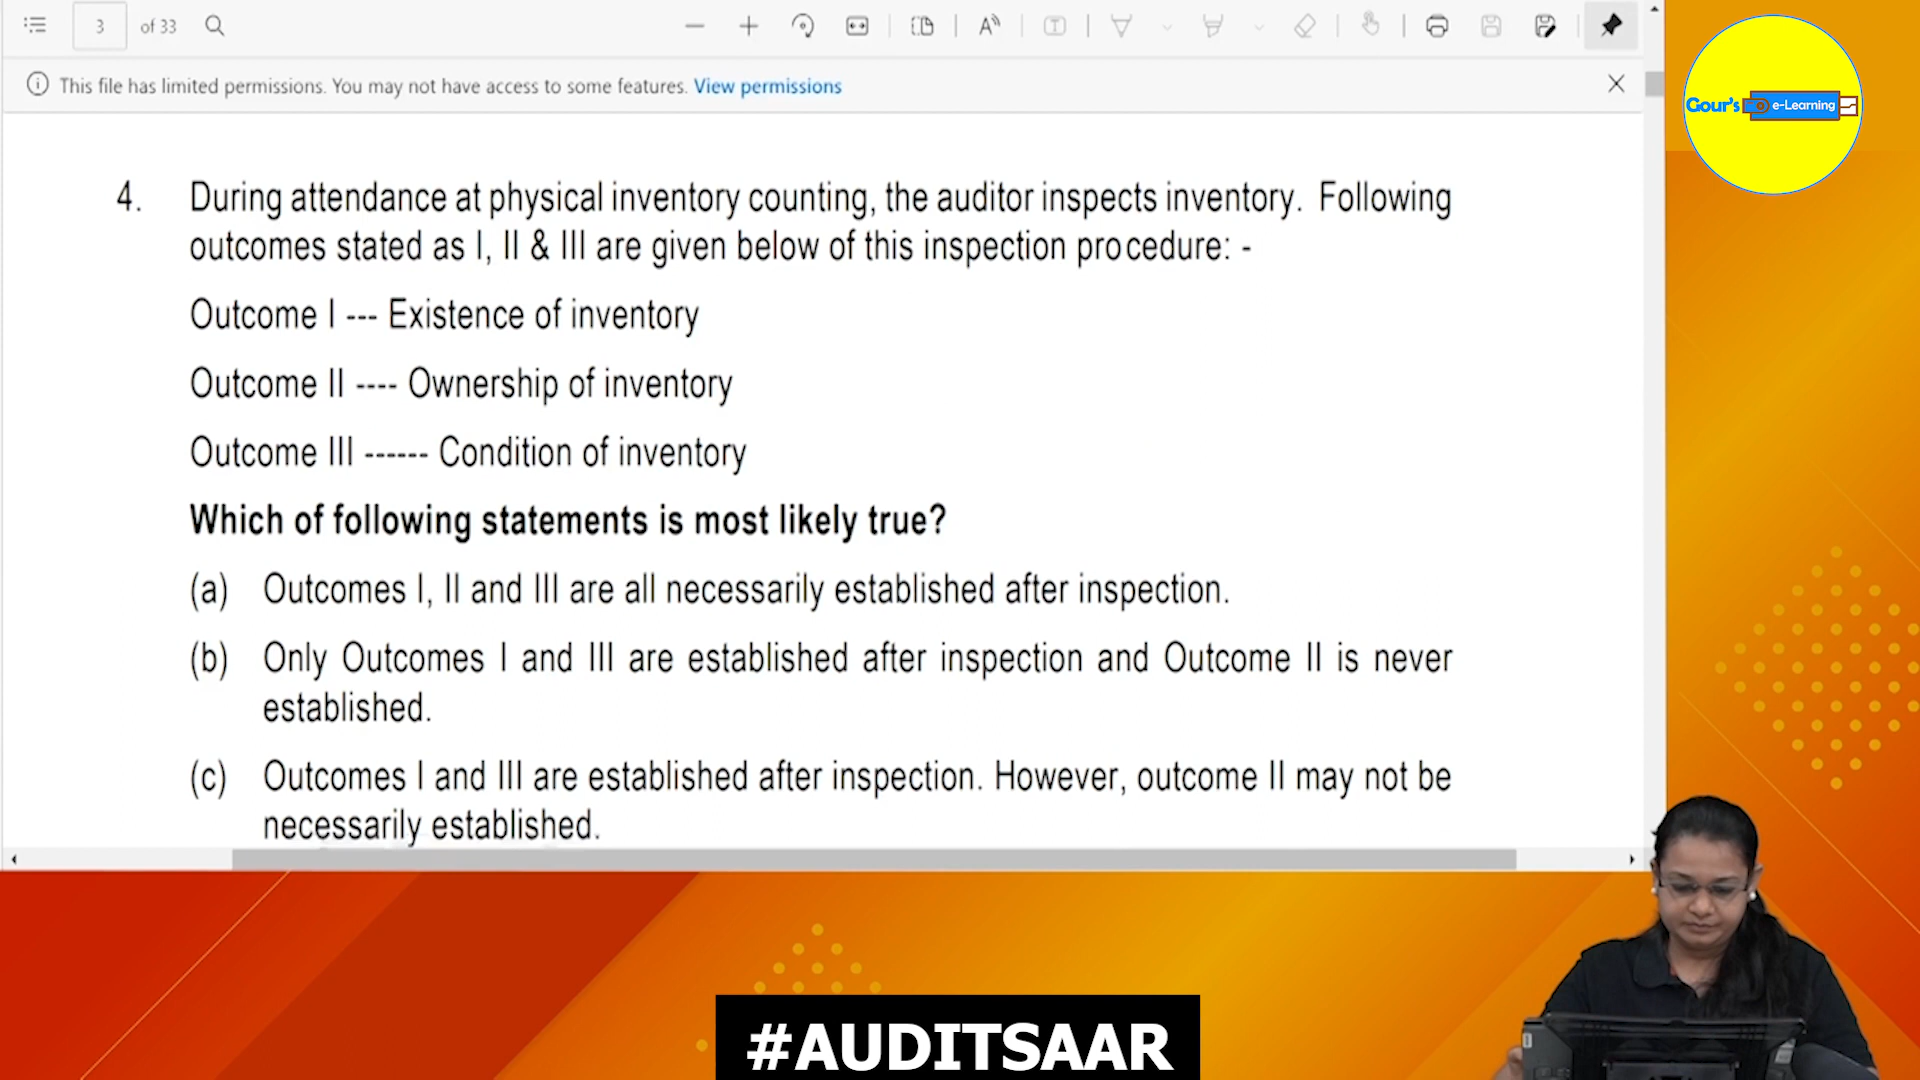 3 of 33
This file has limited permissions. You may not have access to some features. View permissions
Gour's e-Learning
4. During attendance at physical inventory counting, the auditor inspects inventory. Following
outcomes stated as I, II & III are given below of this inspection procedure: -
Outcome I --- Existence of inventory
Outcome II ---- Ownership of inventory
Outcome III ------ Condition of inventory
Which of following statements is most likely true?
(a) Outcomes I, II and III are all necessarily established after inspection.
(b) Only Outcomes I and III are established after inspection and Outcome II is never
established.
(c) Outcomes I and III are established after inspection. However, outcome II may not be
necessarily established.
#AUDITSAAR